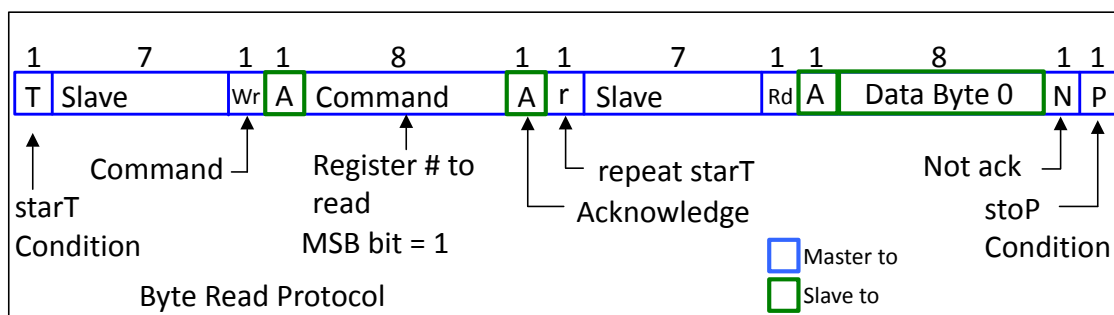 1 7 1 1 8 1 1 7 1 1 8 1 1
T Slave Wr A Command A r Slave Rd A Data Byte 0 N P
Command
Register # to
read
MSB bit = 1
repeat starT
Acknowledge
Not ack
starT
Condition
stoP
Condition
Master to
Slave to
Byte Read Protocol